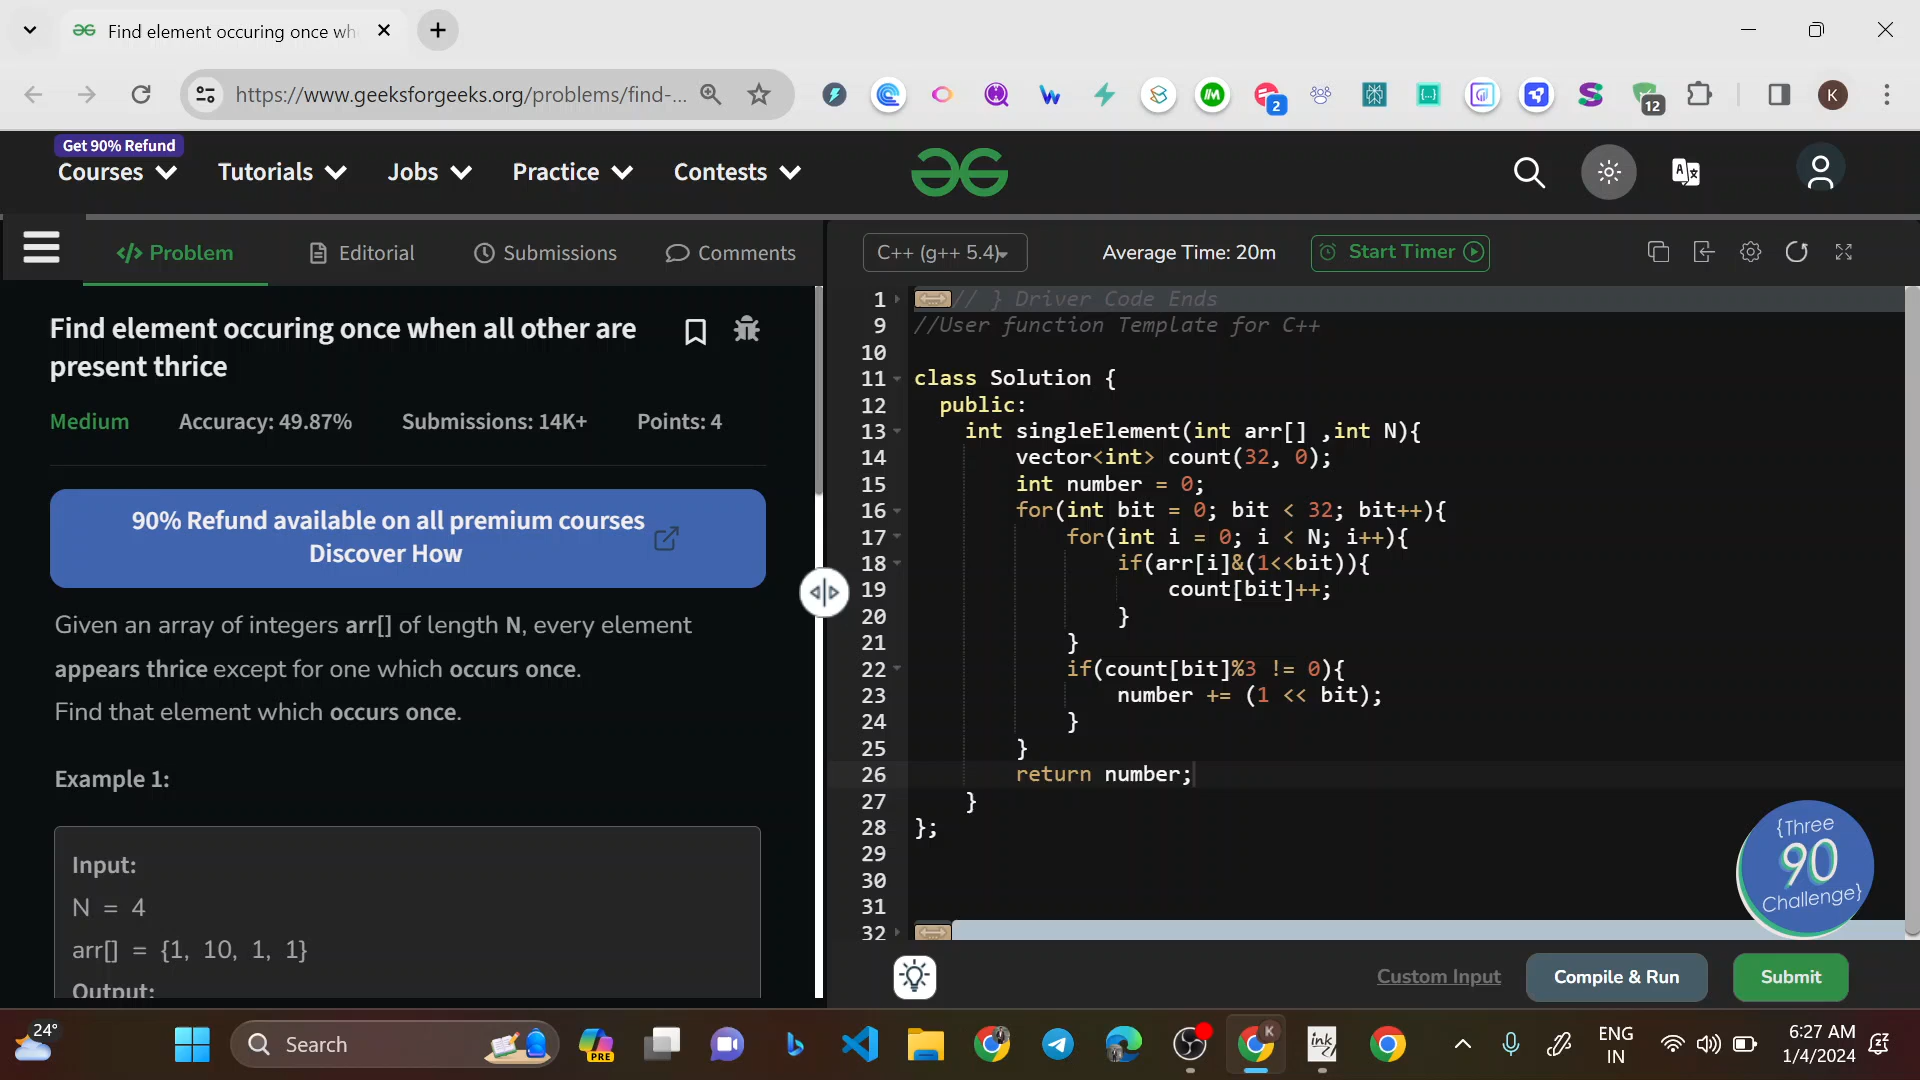 Find element occuring once wh
https://www.geeksforgeeks.org/problems/find-...
2
12
K
Get 90% Refund
Courses
Tutorials
Jobs
Practice
Contests
</> Problem
Editorial
Submissions
Comments
C++ (g++ 5.4)
Average Time: 20m
Start Timer
Find element occuring once when all other are
present thrice
Medium
Accuracy: 49.87%
Submissions: 14K+
Points: 4
90% Refund available on all premium courses
Discover How
Given an array of integers arr[] of length N, every element
appears thrice except for one which occurs once.
Find that element which occurs once.
Example 1:
Input:
N = 4
arr[] = {1, 10, 1, 1}
Output:
1 // } Driver Code Ends
9 //User function Template for C++
10
11 class Solution {
12 public:
13 int singleElement(int arr[] ,int N){
14 vector<int> count(32, 0);
15 int number = 0;
16 for(int bit = 0; bit < 32; bit++){
17 for(int i = 0; i < N; i++){
18 if(arr[i]&(1<<bit)){
19 count[bit]++;
20 }
21 }
22 if(count[bit]%3 != 0){
23 number += (1 << bit);
24 }
25 }
26 return number;
27 }
28 };
29
30
31
32
{Three
90
Challenge}
Custom Input
Compile & Run
Submit
24°
Search
PRE
K
ink
ENG
IN
6:27 AM
1/4/2024